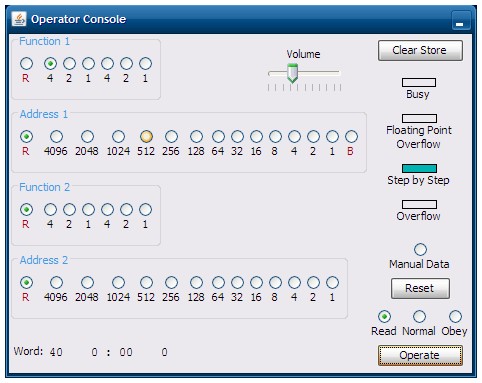 Operator Console
Function 1
R 4 2 1 4 2 1
Volume
Clear Store
Busy
Address 1
R 4096 2048 1024 512 256 128 64 32 16 8 4 2 1 B
Floating Point
Overflow
Step by Step
Function 2
R 4 2 1 4 2 1
Overflow
Address 2
R 4096 2048 1024 512 256 128 64 32 16 8 4 2 1
Manual Data
Reset
Read Normal Obey
Word: 40 0 : 00 0
Operate